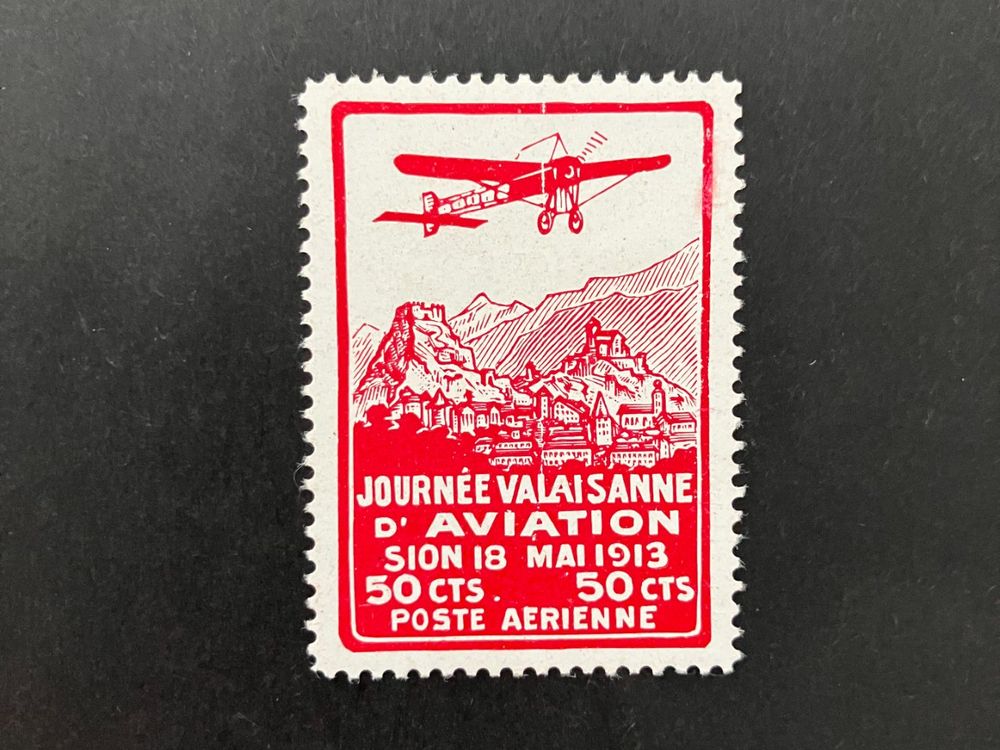 JOURNÉE VALAISANNE
D' AVIATION
SION 18 MAI 1913
50 CTS. 50 CTS
POSTE AERIENNE